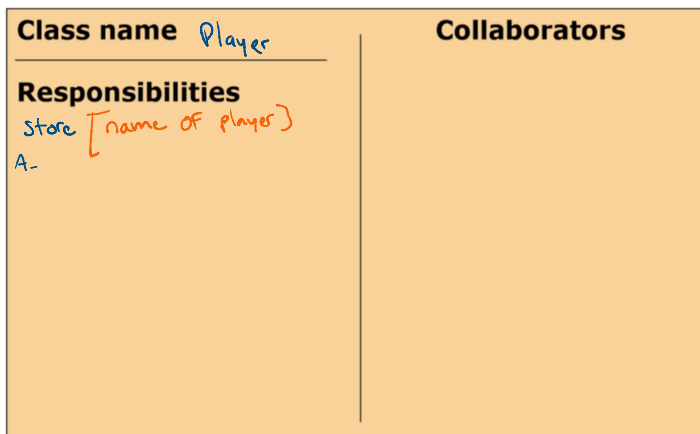 Class name Player
Collaborators
Responsibilities
store [name of player]
A-